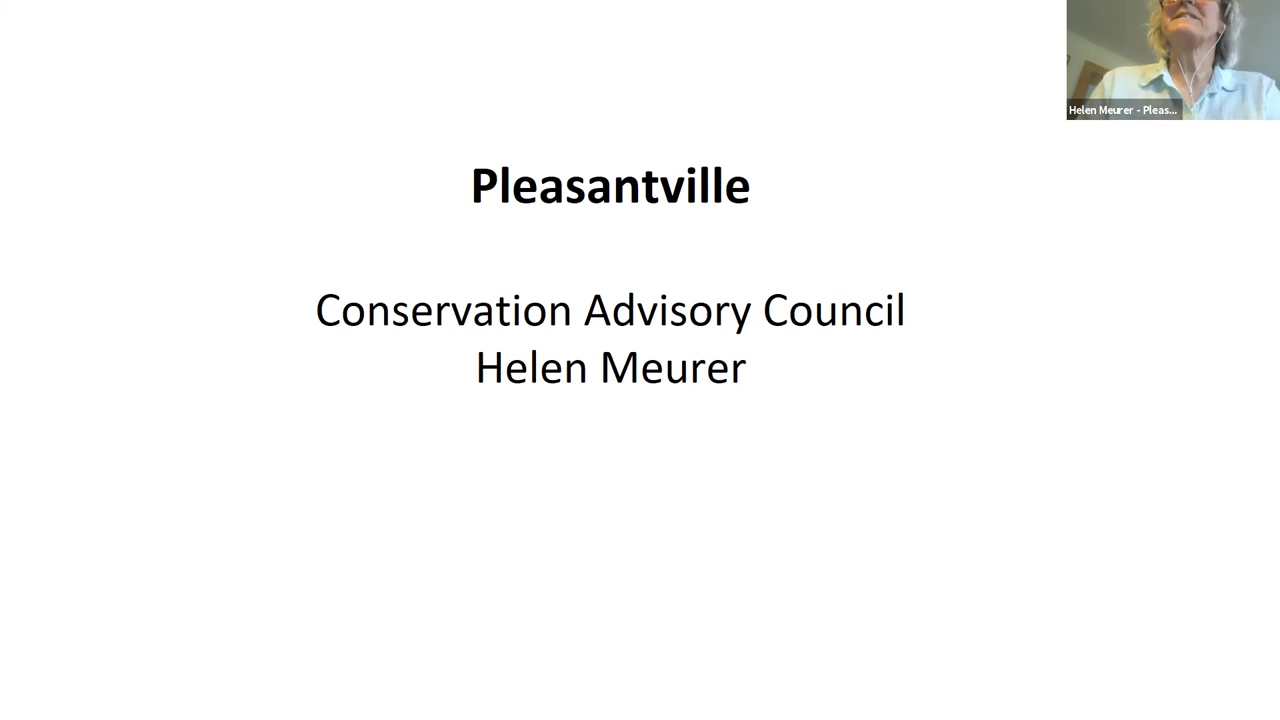 Helen Meurer - Pleas...
Pleasantville
Conservation Advisory Council
Helen Meurer